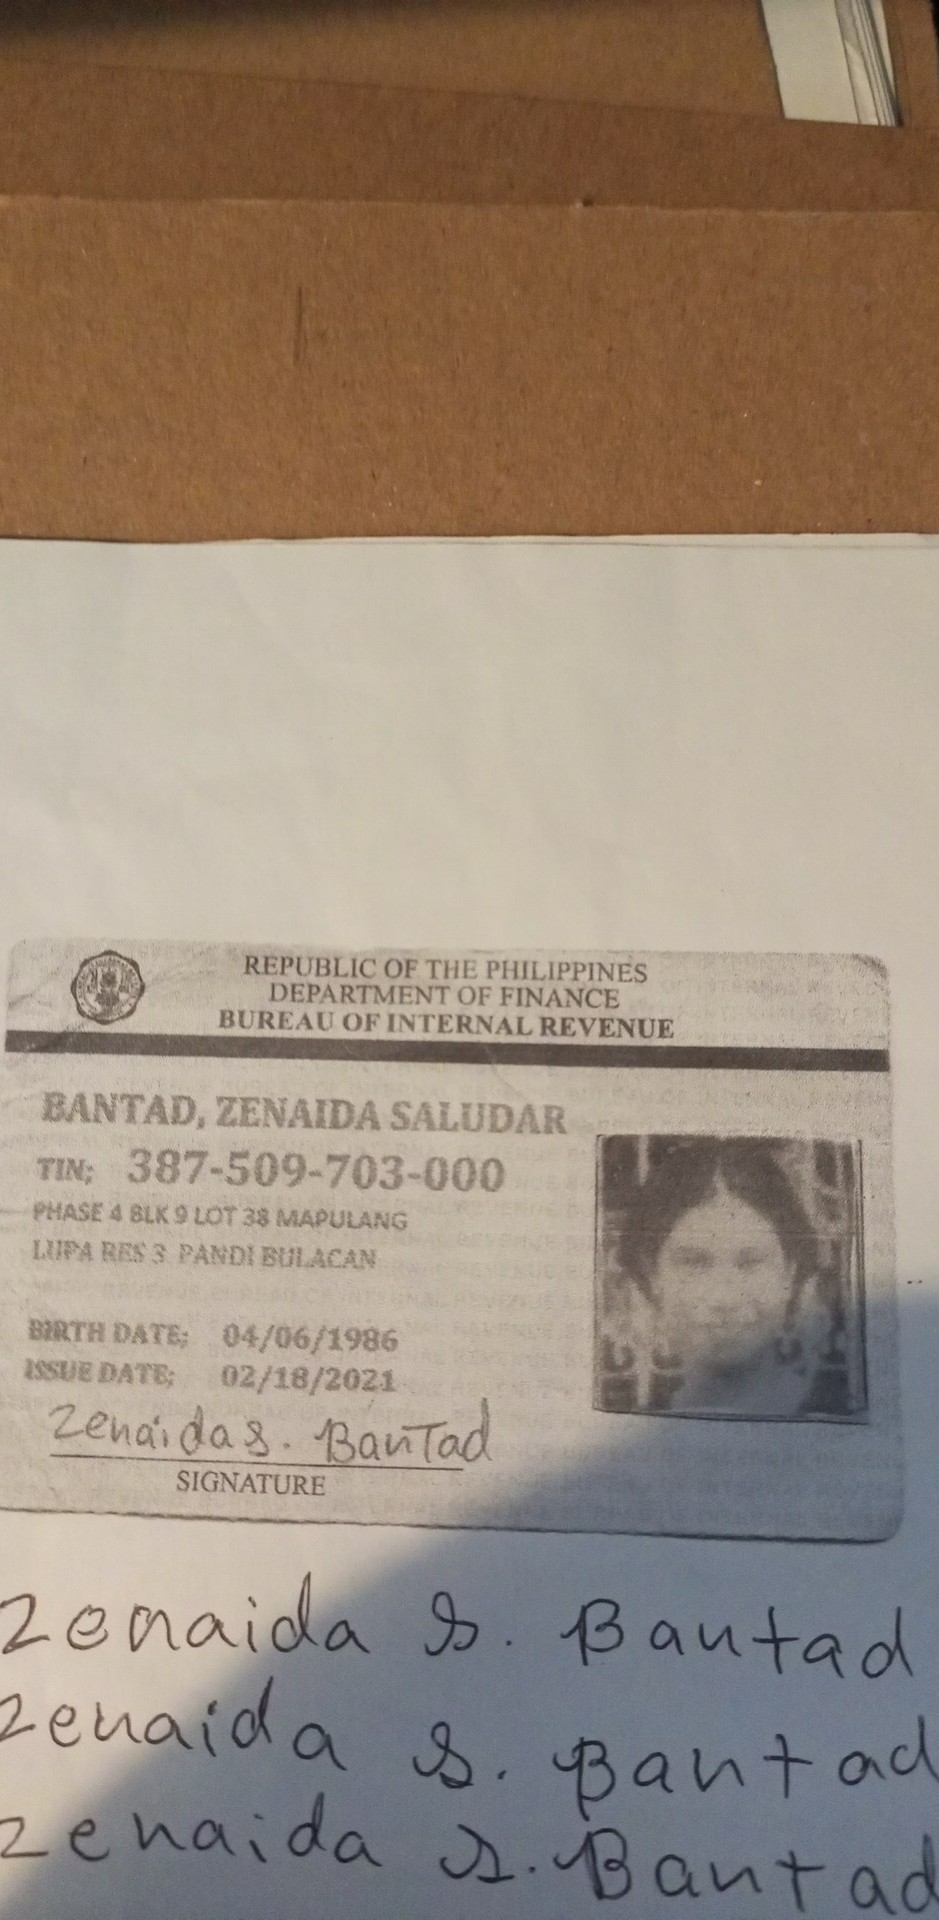 REPUBLIC OF THE PHILIPPINES
DEPARTMENT OF FINANCE
BUREAU OF INTERNAL REVENUE
BANTAD, ZENAIDA SALUDAR
TIN; 387-509-703-000
PHASE 4 BLK 9 LOT 38 MAPULANG
LUPA RES 3 PANDI BULACAN
BIRTH DATE; 04/06/1986
ISSUE DATE; 02/18/2021
Zenaida S. BanTad
SIGNATURE
Zenaida S. Bantad
Zenaida S. Bantad
Zenaida S. Bantad